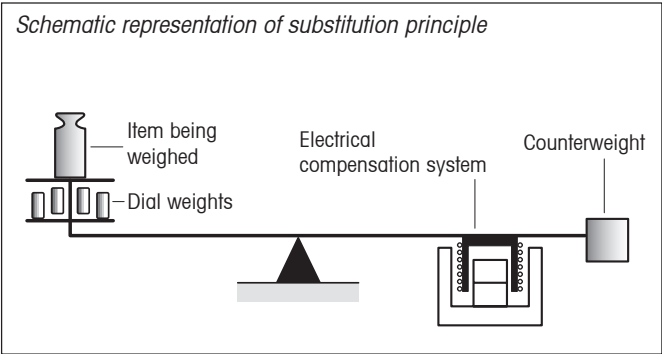 Schematic representation of substitution principle
Item being
weighed
Dial weights
Electrical
compensation system
Counterweight